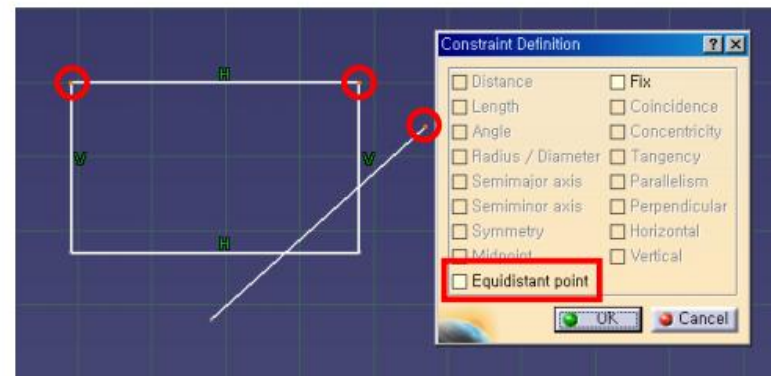 Constraint Definition
Distance
Fix
Length
Coincidence
Angle
Concentricity
Radius / Diameter
Tangency
Semimajor axis
Parallelism
Semiminor axis
Perpendicular
Symmetry
Horizontal
Midpoint
Vertical
Equidistant point
OK
Cancel
H
V
V
H